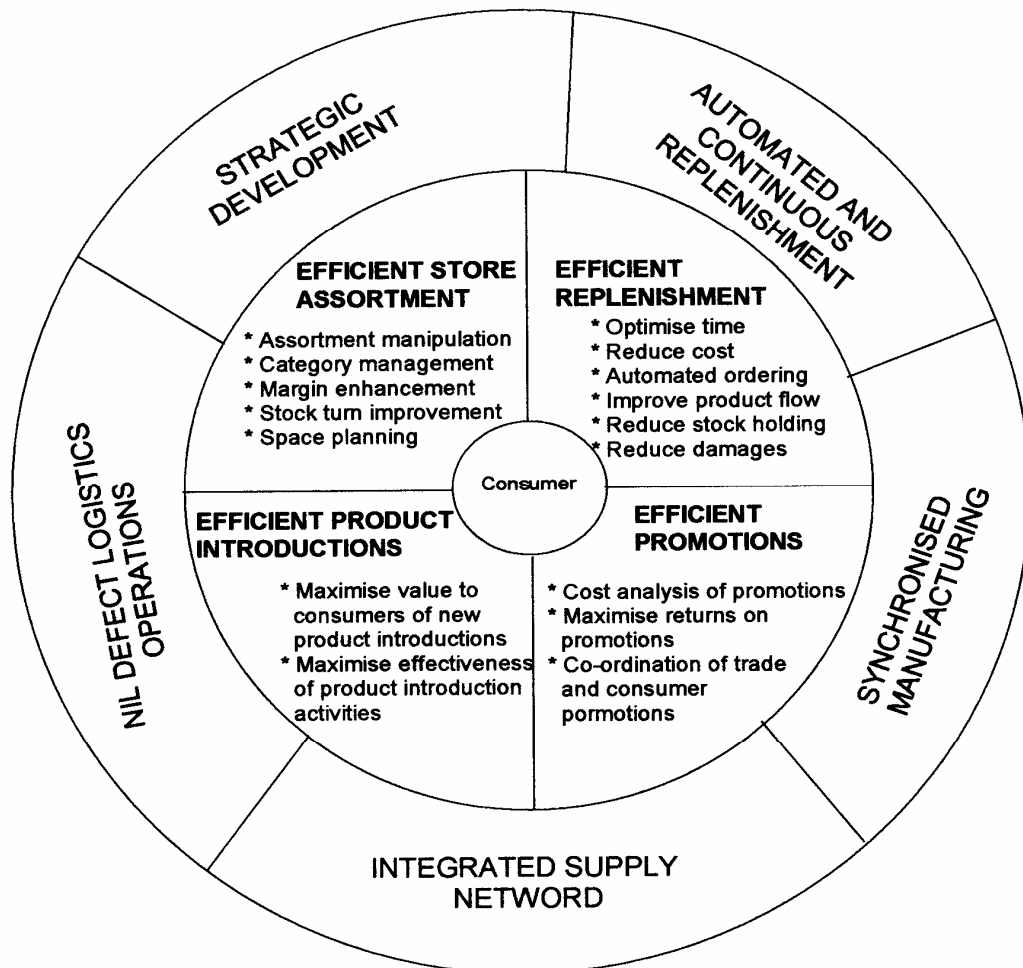 STRATEGIC
DEVELOPMENT
AUTOMATED AND
CONTINUOUS
REPLENISHMENT
EFFICIENT STORE
ASSORTMENT
* Assortment manipulation
* Category management
* Margin enhancement
* Stock turn improvement
* Space planning
EFFICIENT
REPLENISHMENT
* Optimise time
* Reduce cost
* Automated ordering
* Improve product flow
* Reduce stock holding
* Reduce damages
Consumer
NIL DEFECT LOGISTICS
OPERATIONS
EFFICIENT PRODUCT
INTRODUCTIONS
* Maximise value to
consumers of new
product introductions
* Maximise effectiveness
of product introduction
activities
EFFICIENT
PROMOTIONS
* Cost analysis of promotions
* Maximise returns on
promotions
* Co-ordination of trade
and consumer
pormotions
SYNCHRONISED
MANUFACTURING
INTEGRATED SUPPLY
NETWORD